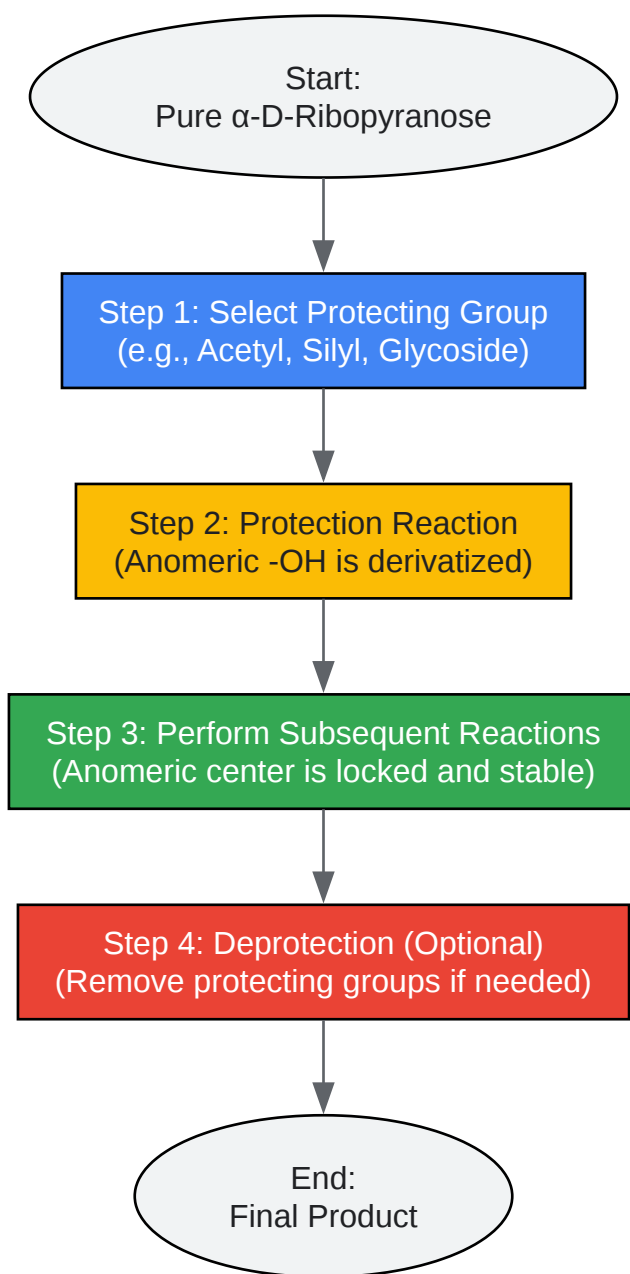 Start:
Pure α-D-Ribopyranose
Step 1: Select Protecting Group
(e.g., Acetyl, Silyl, Glycoside)
Step 2: Protection Reaction
(Anomeric -OH is derivatized)
Step 3: Perform Subsequent Reactions
(Anomeric center is locked and stable)
Step 4: Deprotection (Optional)
(Remove protecting groups if needed)
End:
Final Product